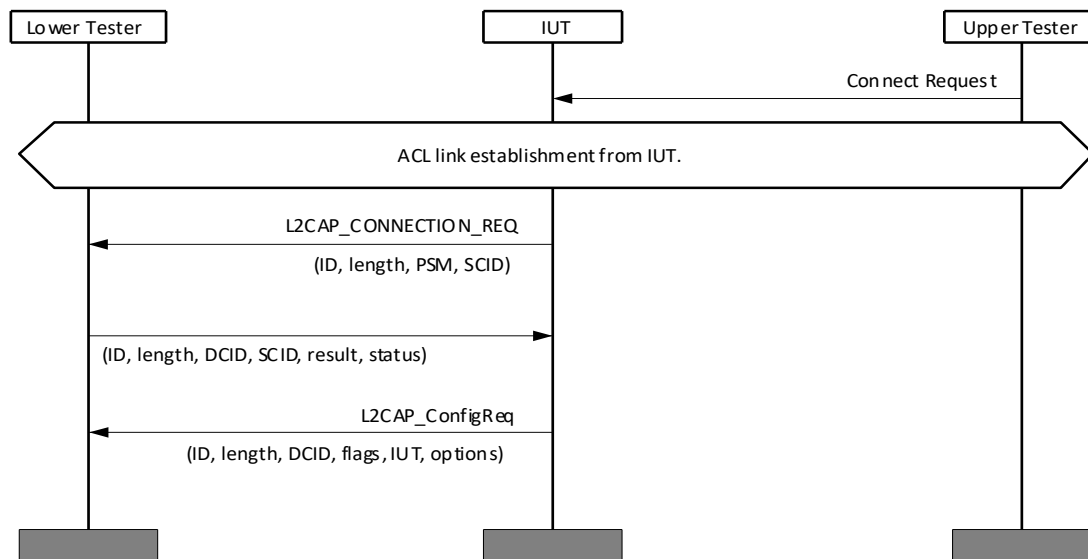 Lower Tester
IUT
Upper Tester
Connect Request
ACL link establishment from IUT.
L2CAP_CONNECTION_REQ
(ID, length, PSM, SCID)
(ID, length, DCID, SCID, result, status)
L2CAP_ConfigReq
(ID, length, DCID, flags, IUT, options)